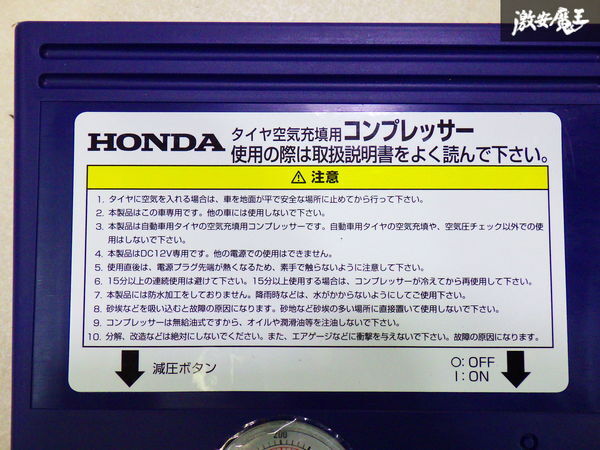 激安魔王
HONDA タイヤ空気充填用コンプレッサー
使用の際は取扱説明書をよく読んで下さい。
⚠ 注意
1. タイヤに空気を入れる場合は、車を地面が平で安全な場所に止めてから行って下さい。
2. 本製品はこの車専用です。他の車には使用しないで下さい。
3. 本製品は自動車用タイヤの空気充填用コンプレッサーです。自動車用タイヤの空気充填や、空気圧チェック以外での使
用はしないで下さい。
4. 本製品はDC12V専用です。他の電源での使用はできません。
5. 使用直後は、電源プラグ先端が熱くなるため、素手で触らないように注意して下さい。
6. 15分以上の連続使用は避けて下さい。15分以上使用する場合は、コンプレッサーが冷えてから再使用して下さい。
7. 本製品には防水加工をしておりません。降雨時などは、水がかからないようにしてご使用下さい。
8. 砂埃などを吸い込むと故障の原因になります。砂地など砂埃の多い場所に直接置いて使用しないで下さい。
9. コンプレッサーは無給油式ですから、オイルや潤滑油等を注油しないで下さい。
10. 分解、改造などは絶対にしないでください。また、エアゲージなどに衝撃を与えないで下さい。故障の原因になります。
減圧ボタン
○: OFF
I: ON
200